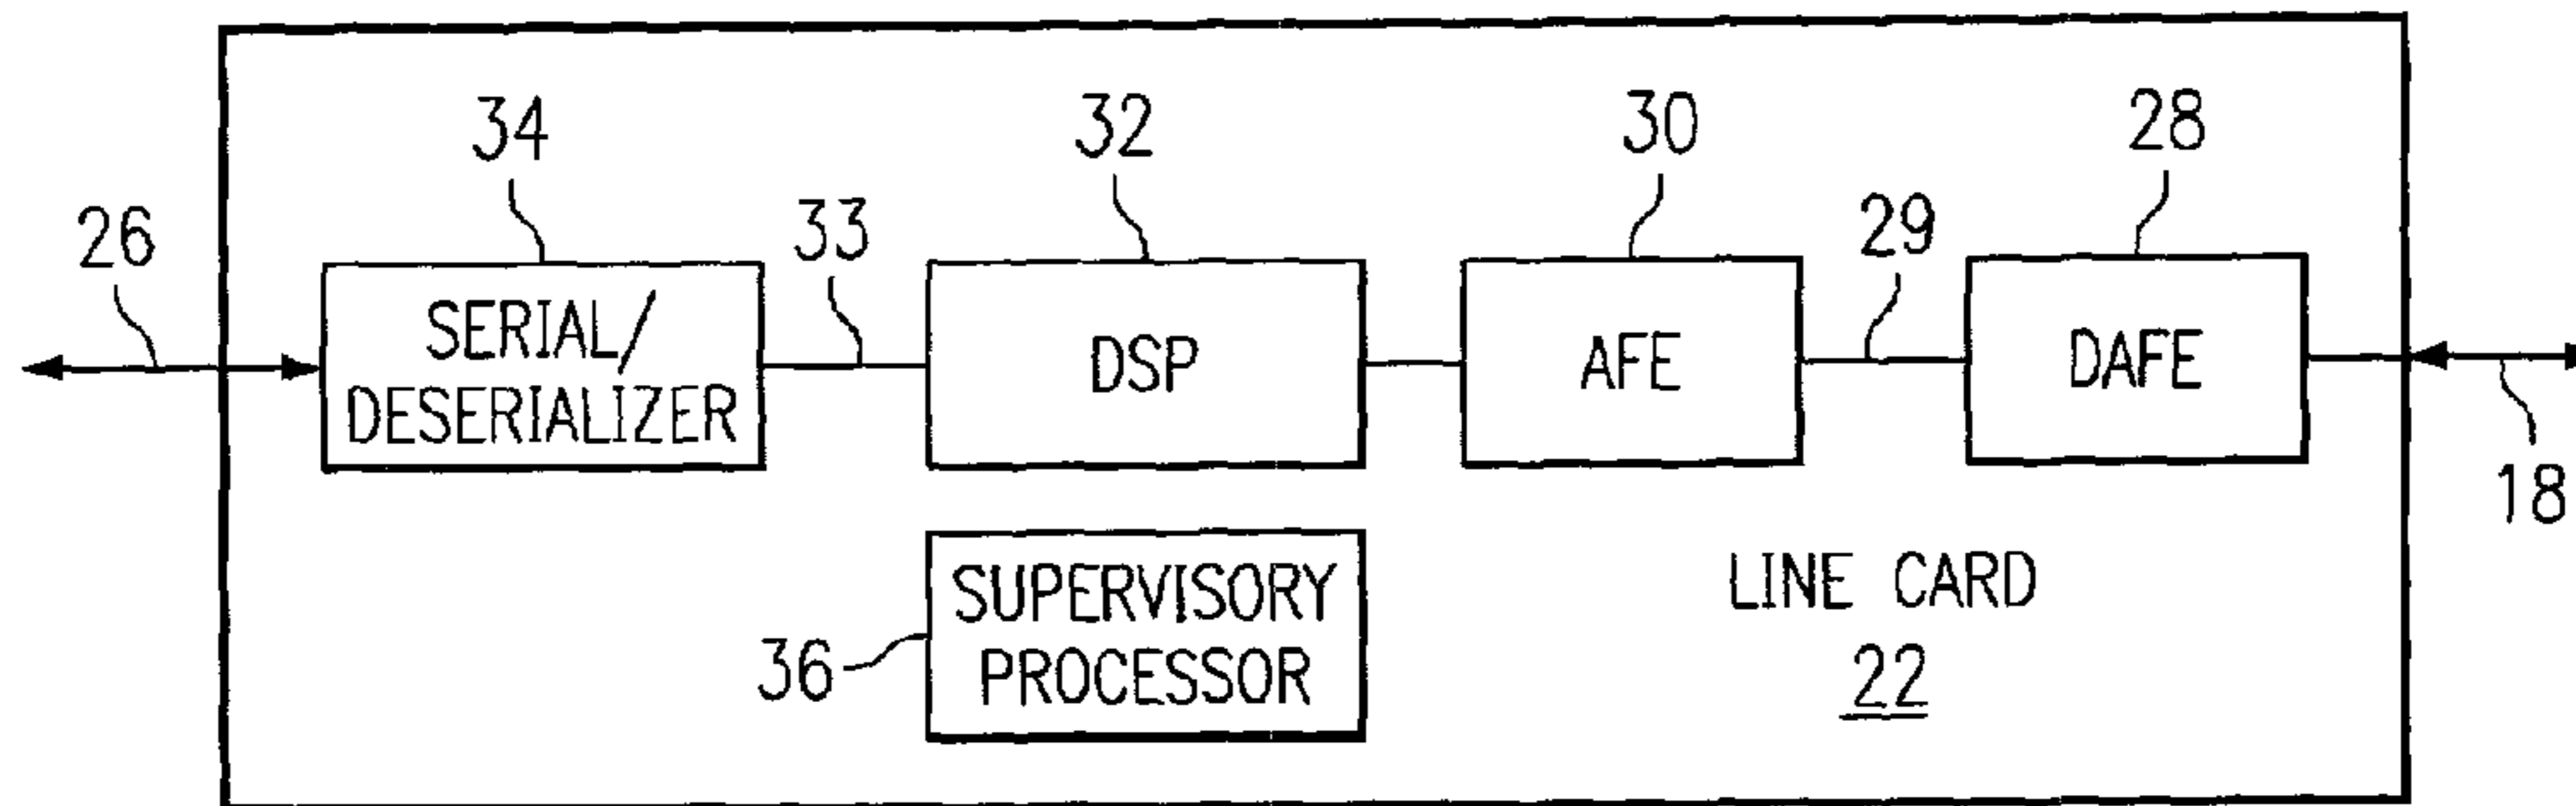 34
32
30
28
26
33
29
SERIAL/
DESERIALIZER
DSP
AFE
DAFE
18
SUPERVISORY
PROCESSOR
36
LINE CARD
22